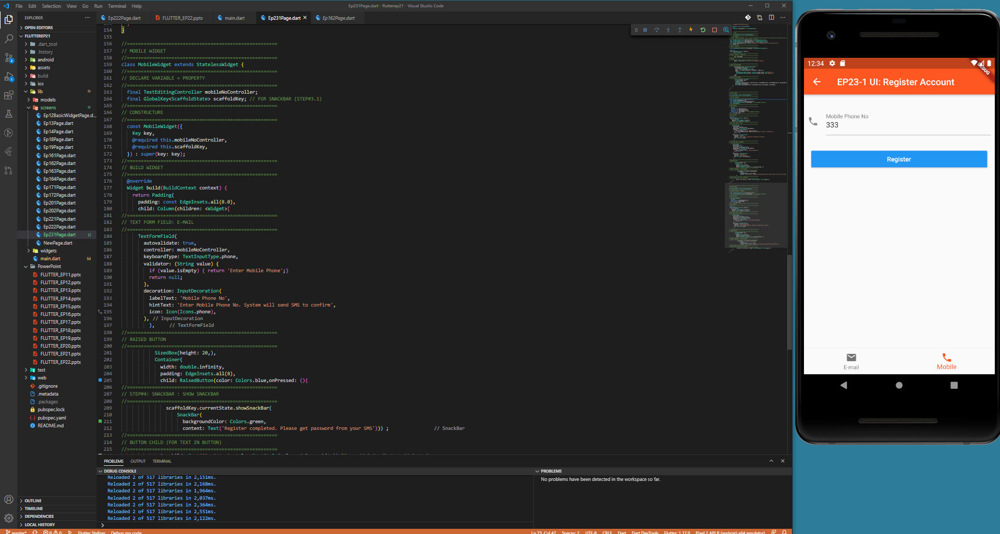 File Edit Selection View Go Run Terminal Help
Ep231Page.dart - flutterep21 - Visual Studio Code
EXPLORER
OPEN EDITORS
FLUTTEREP21
.dart_tool
.history
android
assets
build
ios
lib
models
screens
Ep12BasicWidgetPage.d...
Ep13Page.dart
Ep14Page.dart
Ep18Page.dart
Ep19Page.dart
Ep161Page.dart
Ep162Page.dart
Ep163Page.dart
Ep164Page.dart
Ep171Page.dart
Ep172Page.dart
Ep201Page.dart
Ep202Page.dart
Ep221Page.dart
Ep222Page.dart
Ep231Page.dart U
NewPage.dart
widgets
main.dart M
PowerPoint
FLUTTER_EP11.pptx
FLUTTER_EP12.pptx
FLUTTER_EP13.pptx
FLUTTER_EP14.pptx
FLUTTER_EP15.pptx
FLUTTER_EP16.pptx
FLUTTER_EP17.pptx
FLUTTER_EP18.pptx
FLUTTER_EP19.pptx
FLUTTER_EP20.pptx
FLUTTER_EP21.pptx
FLUTTER_EP22.pptx
test
web
.gitignore
.metadata
.packages
pubspec.lock
pubspec.yaml
README.md
OUTLINE
TIMELINE
DEPENDENCIES
LOCAL HISTORY
Ep222Page.dart FLUTTER_EP22.pptx main.dart Ep231Page.dart Ep162Page.dart
153 ]
154 }
155
156 //======================================================
157 // MOBILE WIDGET
158 //======================================================
159 class MobileWidget extends StatelessWidget {
160 //======================================================
161 // DECLARE VARIABLE = PROPERTY
162 //======================================================
163 final TextEditingController mobileNoController;
164 final GlobalKey<ScaffoldState> scaffoldKey; // FOR SNACKBAR (STEP#3.1)
165 //======================================================
166 // CONSTRUCTURE
167 //======================================================
168 const MobileWidget({
169 Key key,
170 @required this.mobileNoController,
171 @required this.scaffoldKey,
172 }) : super(key: key);
173 //======================================================
174 // BUILD WIDGET
175 //======================================================
176 @override
177 Widget build(BuildContext context) {
178 return Padding(
179 padding: const EdgeInsets.all(8.0),
180 child: Column(children: <Widget>[
181 //======================================================
182 // TEXT FORM FIELD: E-MAIL
183 //======================================================
184 TextFormField(
185 autovalidate: true,
186 controller: mobileNoController,
187 keyboardType: TextInputType.phone,
188 validator: (String value) {
189 if (value.isEmpty) { return 'Enter Mobile Phone';}
190 return null;
191 },
192 decoration: InputDecoration(
193 labelText: 'Mobile Phone No',
194 hintText: 'Enter Mobile Phone No. System will send SMS to confirm',
195 icon: Icon(Icons.phone),
196 ), // InputDecoration
197 ), // TextFormField
198 //======================================================
199 // RAISED BUTTON
200 //======================================================
201 SizedBox(height: 20,),
202 Container(
203 width: double.infinity,
204 padding: EdgeInsets.all(8),
205 child: RaisedButton(color: Colors.blue,onPressed: (){
206 //======================================================
207 // STEP#4: SNACKBAR : SHOW SNACKBAR
208 //======================================================
209 scaffoldKey.currentState.showSnackBar(
210 SnackBar(
211 backgroundColor: Colors.green,
212 content: Text('Register completed. Please get password from your SMS'))) ; // SnackBar
213 //======================================================
214 // BUTTON CHILD (FOR TEXT IN BUTTON)
215 //======================================================
PROBLEMS OUTPUT TERMINAL
DEBUG CONSOLE
Reloaded 2 of 517 libraries in 2,151ms.
Reloaded 2 of 517 libraries in 2,168ms.
Reloaded 2 of 517 libraries in 1,964ms.
Reloaded 2 of 517 libraries in 2,037ms.
Reloaded 2 of 517 libraries in 2,364ms.
Reloaded 2 of 517 libraries in 2,551ms.
Reloaded 2 of 517 libraries in 2,122ms.
PROBLEMS
No problems have been detected in the workspace so far.
master* 0 0 Flutter Stylizer Debug my code
Ln 73, Col 47 Spaces: 2 UTF-8 CRLF Dart Dart DevTools Flutter: 1.17.0 Pixel 2 API R (android-x64 emulator)
12:34
DEBUG
EP23-1 UI: Register Account
Mobile Phone No
333
Register
E-mail
Mobile